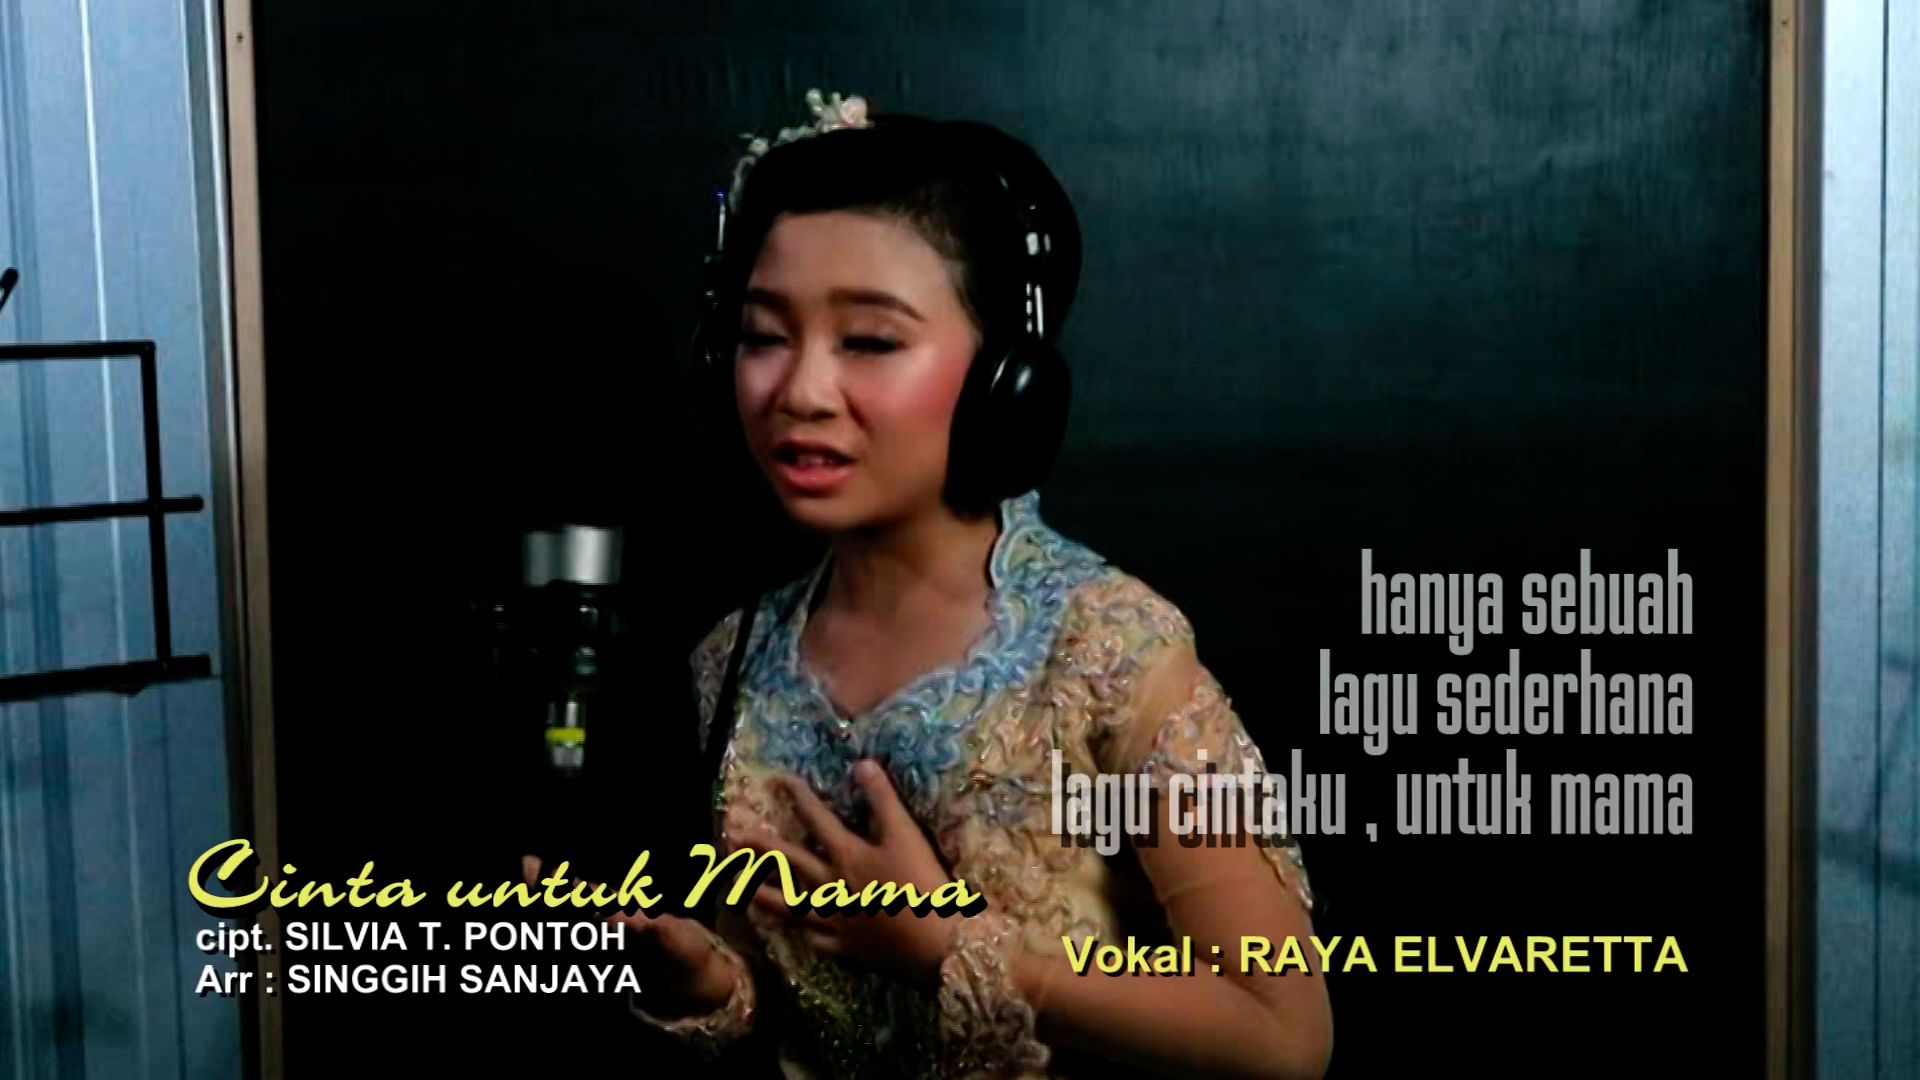 hanya sebuah
lagu sederhana
lagu cintaku , untuk mama
Cinta untuk Mama
cipt. SILVIA T. PONTOH
Arr : SINGGIH SANJAYA
Vokal : RAYA ELVARETTA